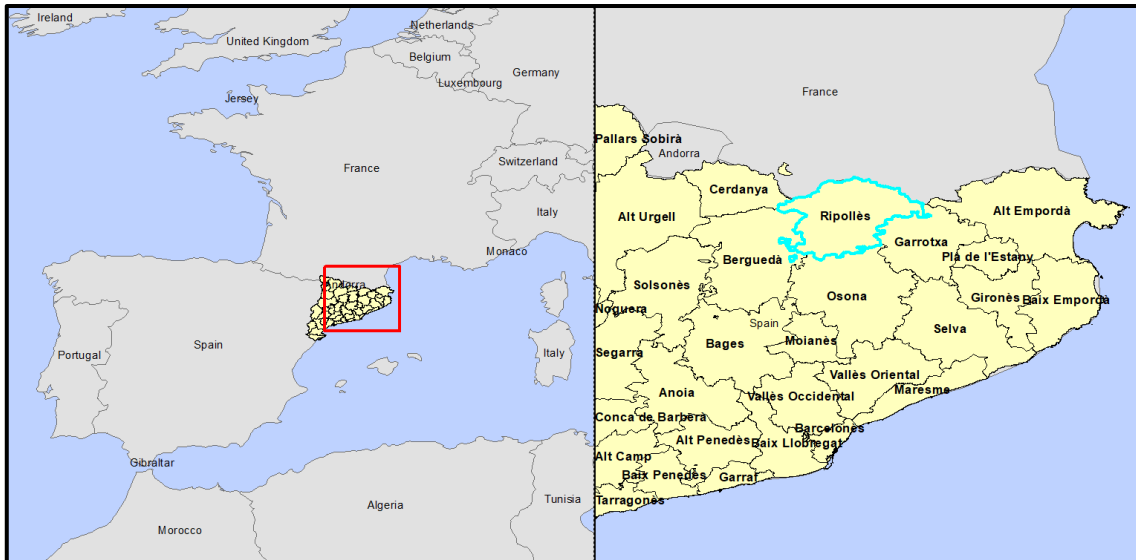 Ireland
Netherlands
United Kingdom
Belgium
Germany
Luxembourg
Jersey
France
Switzerland
Italy
Monaco
Andorra
Spain
Portugal
Italy
Gibraltar
Algeria
Tunisia
Morocco
France
Pallars Sobirà
Andorra
Cerdanya
Alt Urgell
Ripollès
Alt Empordà
Garrotxa
Berguedà
Plà de l'Estany
Solsonès
Osona
Gironès
Baix Empordà
Noguera
Spain
Selva
Segarra
Bages
Moianès
Vallès Oriental
Maresme
Anoia
Vallès Occidental
Conca de Barberà
Barcelonès
Alt Penedès
Baix Llobregat
Alt Camp
Baix Penedès
Garraf
Tarragonès